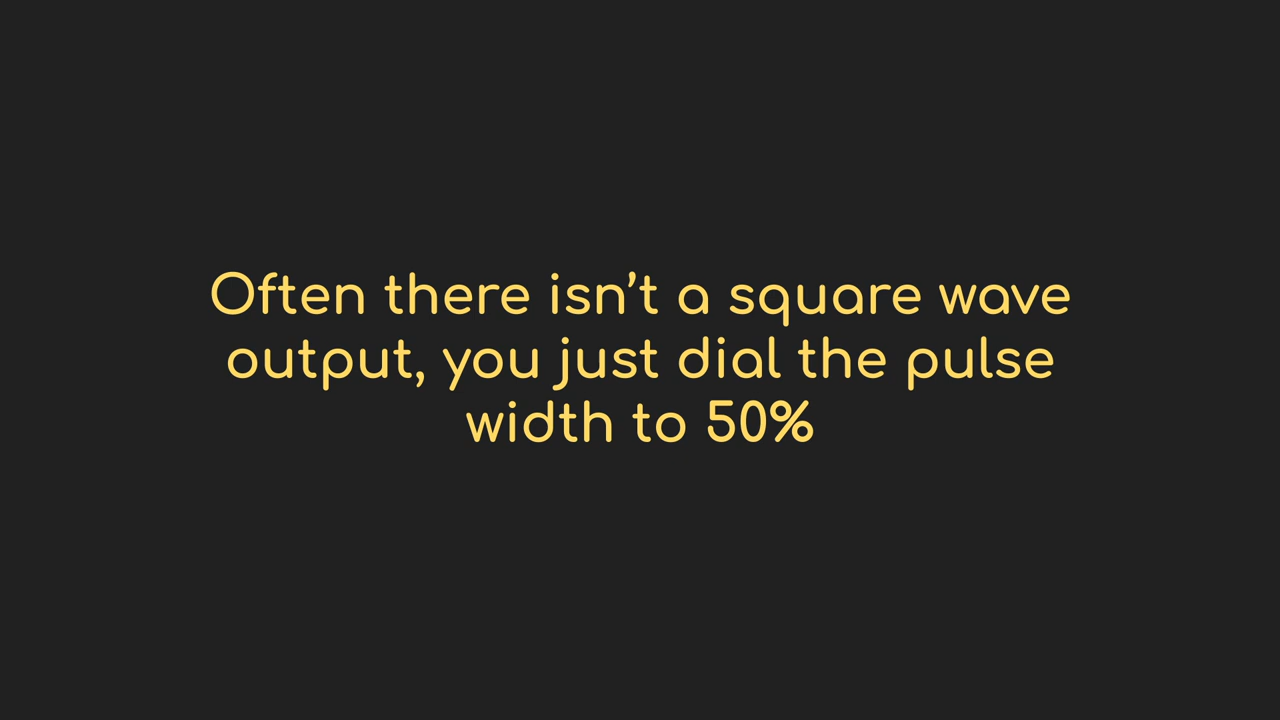 Often there isn’t a square wave
output, you just dial the pulse
width to 50%